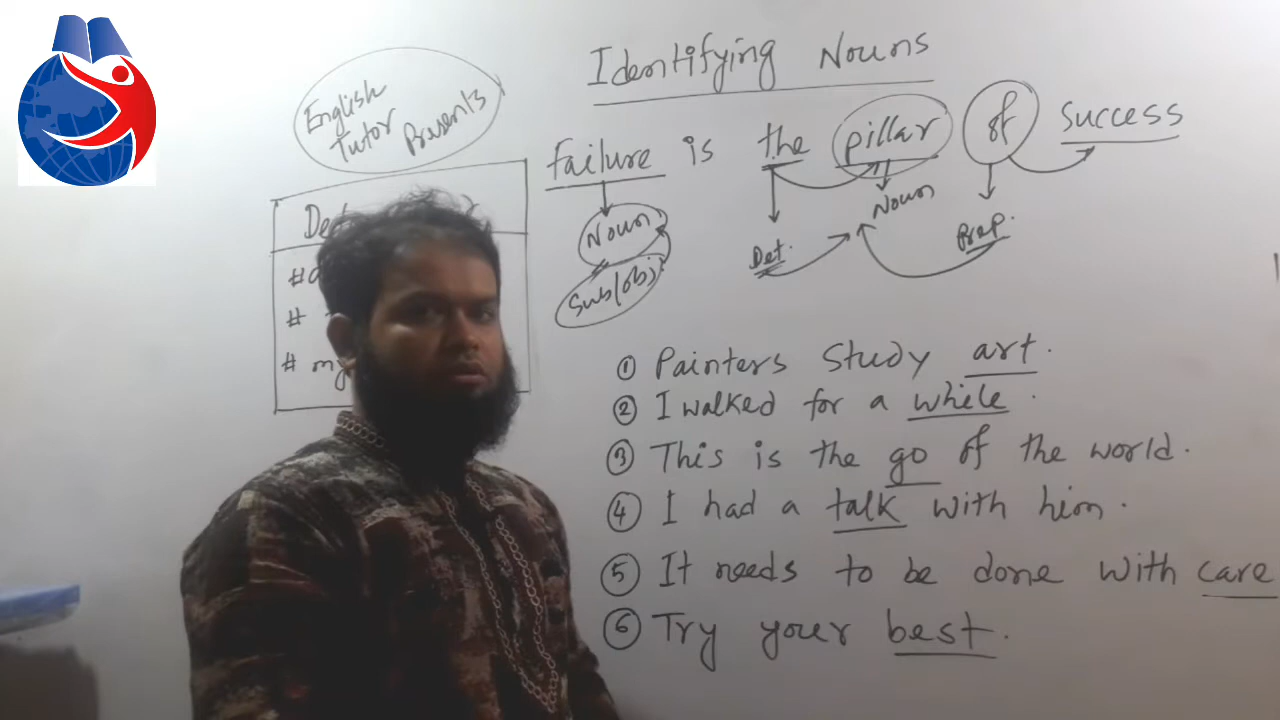 English
Tutor Presents
Identifying Nouns
Failure is the pillar of Success
Noun
Sub/obj
Det.
Noun
Prep.
# my
① Painters study art.
② I walked for a while.
③ This is the go of the world.
④ I had a talk with him.
⑤ It needs to be done with care
⑥ Try your best.